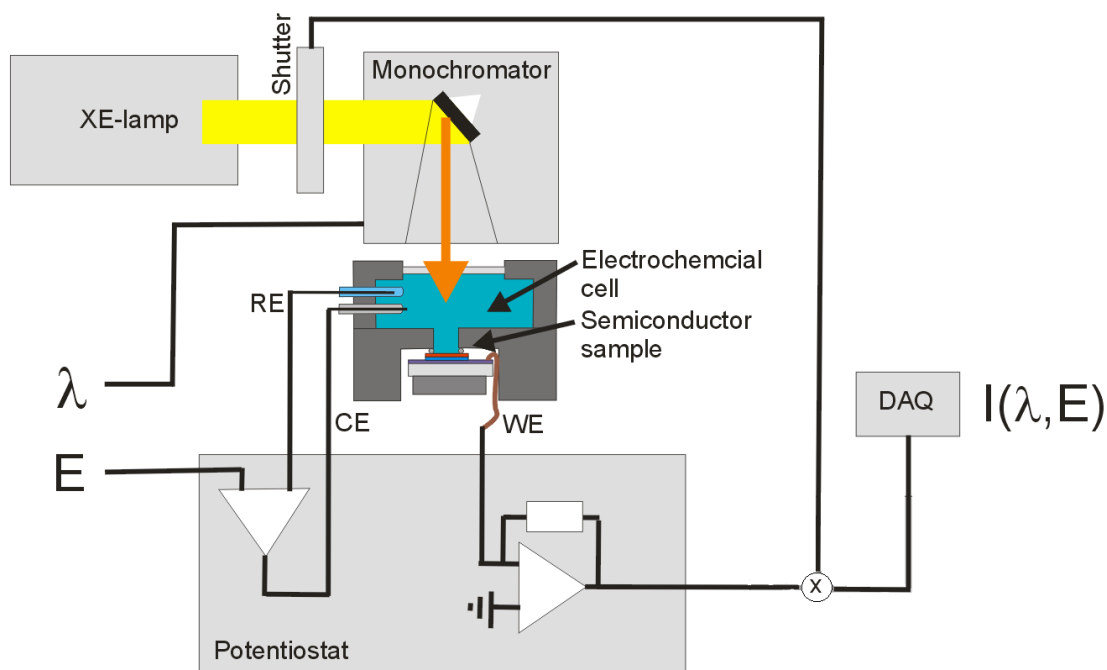 XE-lamp
Shutter
Monochromator
Electrochemcial
cell
Semiconductor
sample
RE
CE
WE
λ
E
DAQ
I(λ,E)
X
Potentiostat